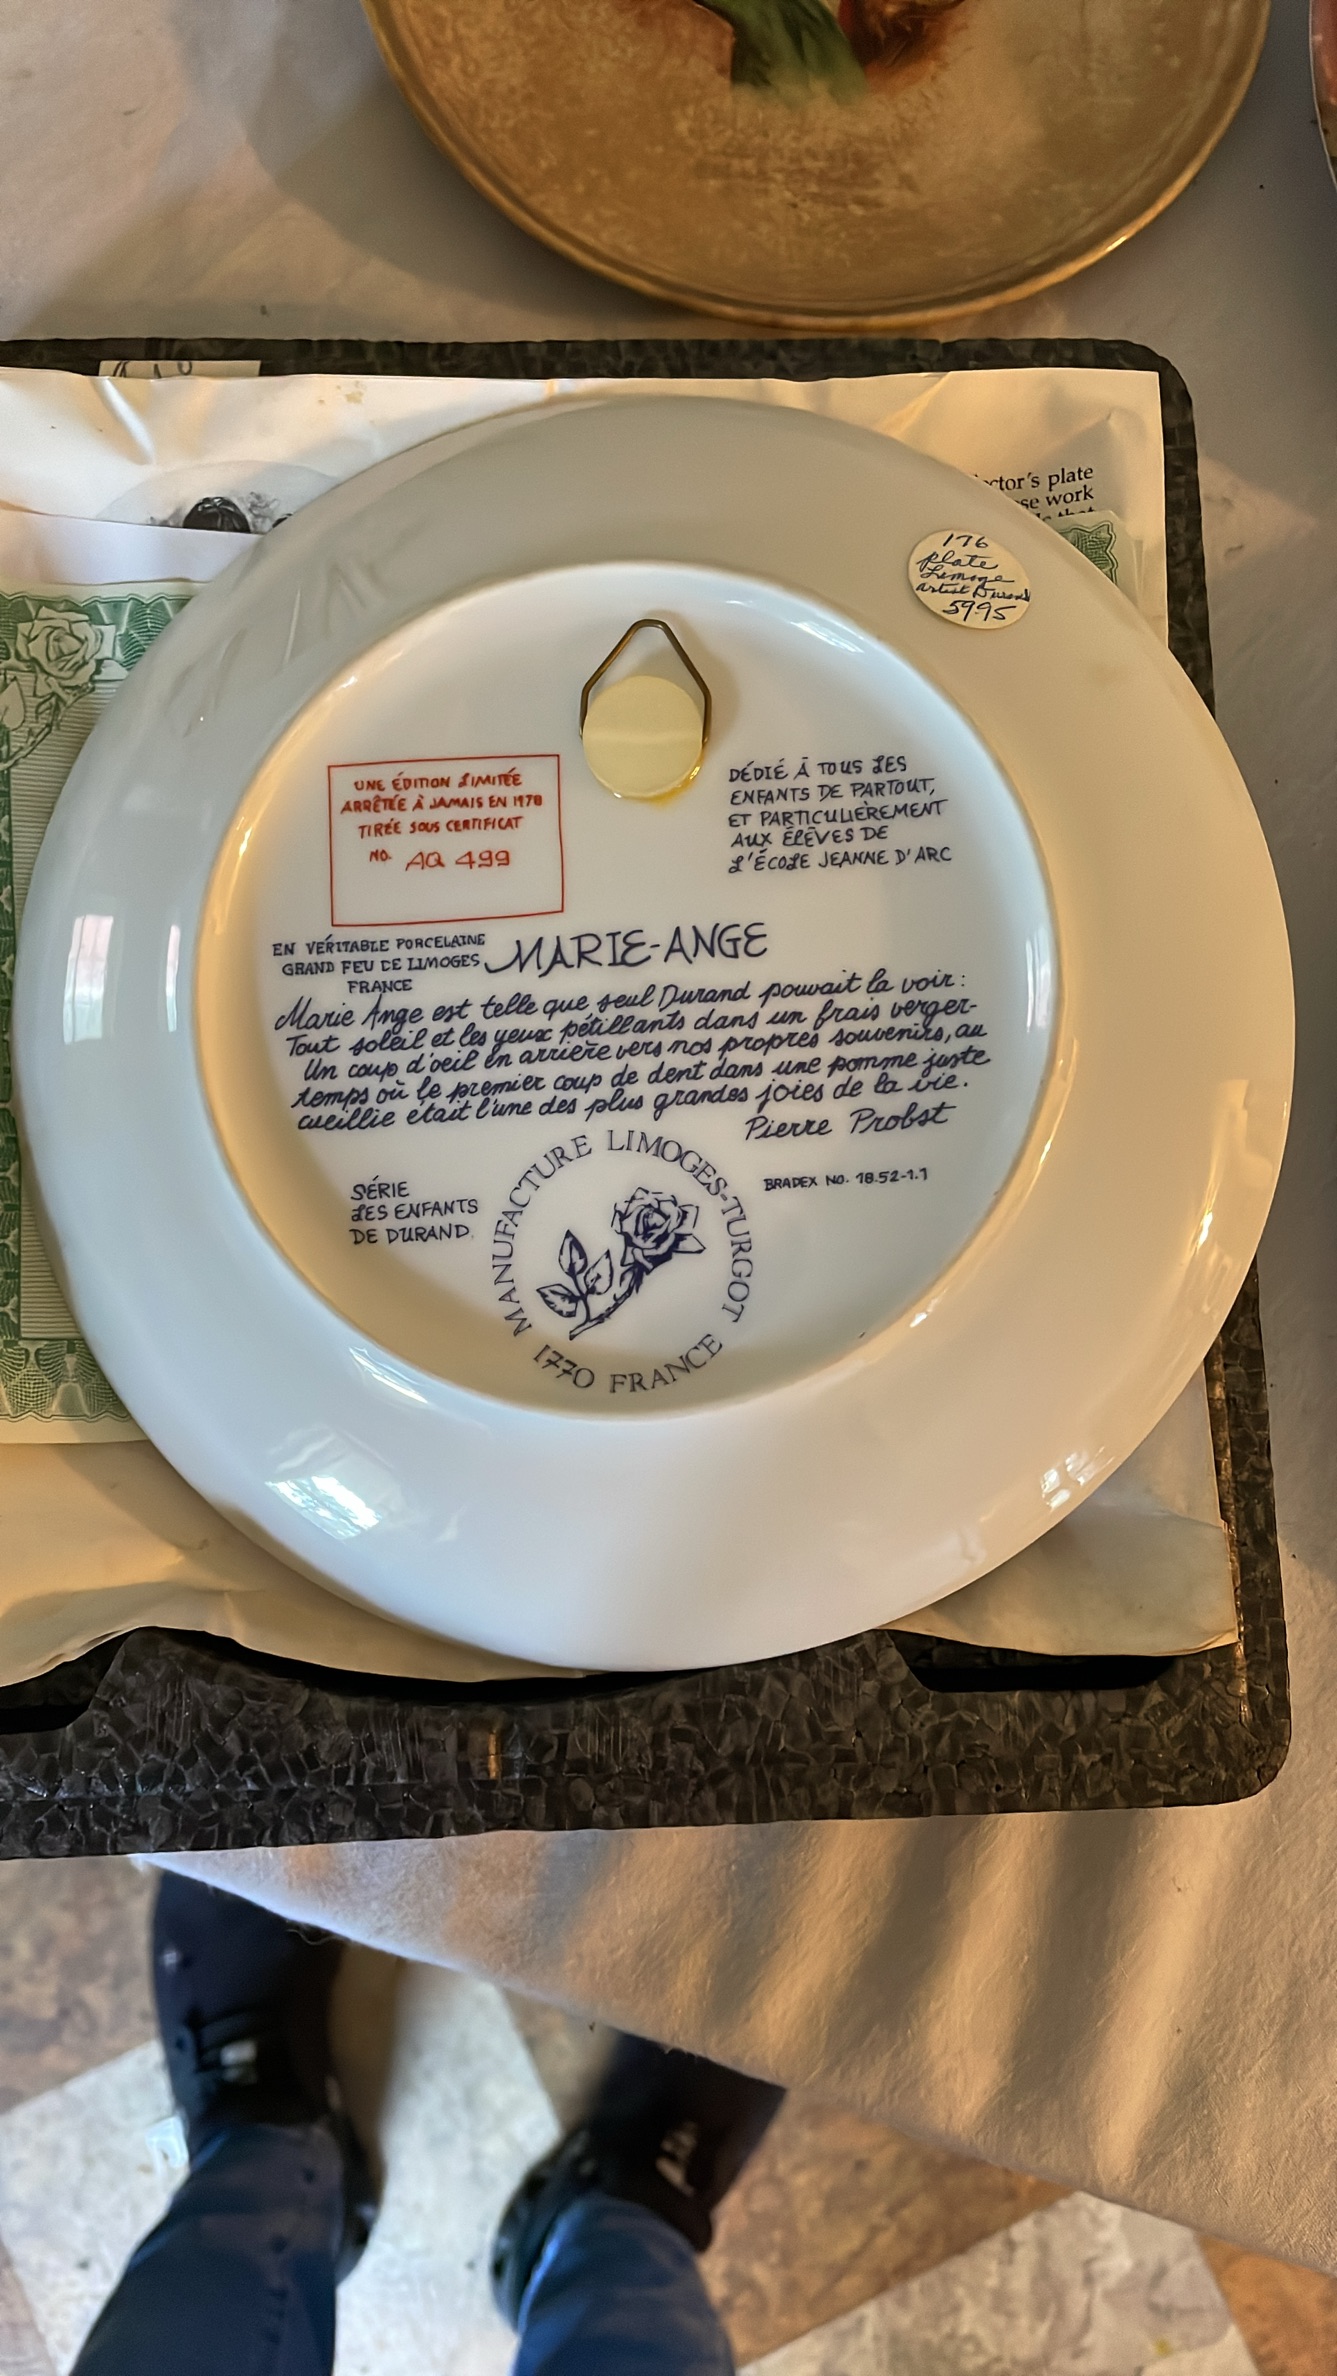 ctor's plate
se work
176
plate
Limoge
artist Durand
5995
UNE ÉDITION LIMITÉE
ARRÊTÉE À JAMAIS EN 1978
TIRÉE SOUS CERTIFICAT
NO. AQ 499
DÉDIÉ À TOUS LES
ENFANTS DE PARTOUT,
ET PARTICULIÈREMENT
AUX ÉLÈVES DE
L'ÉCOLE JEANNE D'ARC
EN VÉRITABLE PORCELAINE
GRAND FEU DE LIMOGES
FRANCE
MARIE-ANGE
Marie Ange est telle que seul Durand pouvait la voir:
Tout soleil et les yeux pétillants dans un frais verger-
Un coup d'oeil en arrière vers nos propres souvenirs, au
temps où le premier coup de dent dans une pomme juste
cueillie était l'une des plus grandes joies de la vie.
Pierre Probst
SÉRIE
LES ENFANTS
DE DURAND.
MANUFACTURE LIMOGES-TURGOT
1770 FRANCE
BRADEX NO. 18.52-1.1